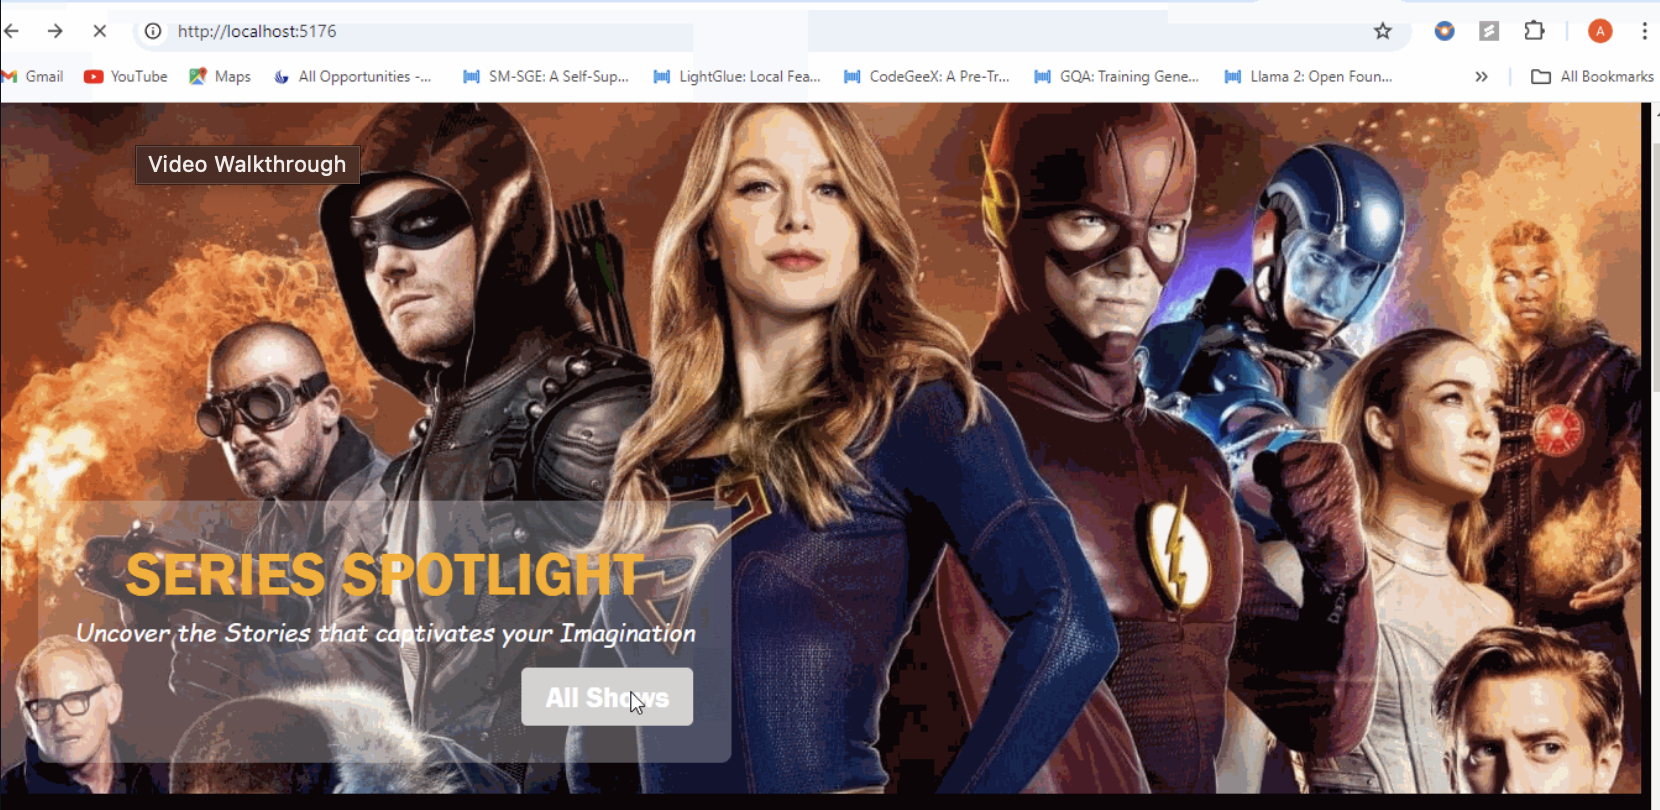 http://localhost:5176
A
Gmail
YouTube
Maps
All Opportunities -...
SM-SGE: A Self-Sup...
LightGlue: Local Fea...
CodeGeeX: A Pre-Tr...
GQA: Training Gene...
Llama 2: Open Foun...
All Bookmarks
Video Walkthrough
SERIES SPOTLIGHT
Uncover the Stories that captivates your Imagination
All Shows